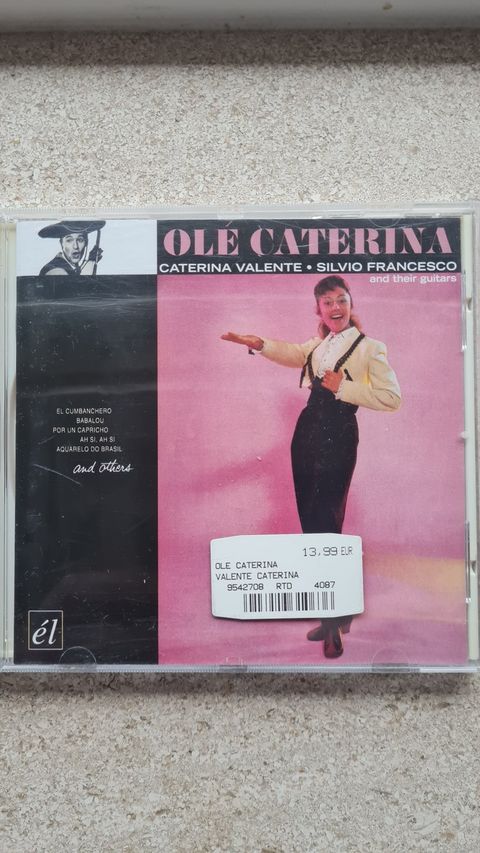 OLÉ CATERINA
CATERINA VALENTE • SILVIO FRANCESCO
and their guitars
EL CUMBANCHERO
BABALOU
POR UN CAPRICHO
AH SI, AH SI
AQUARELO DO BRASIL
and others
13,99 EUR
OLE CATERINA
VALENTE CATERINA
9542708 RTD 4087
él